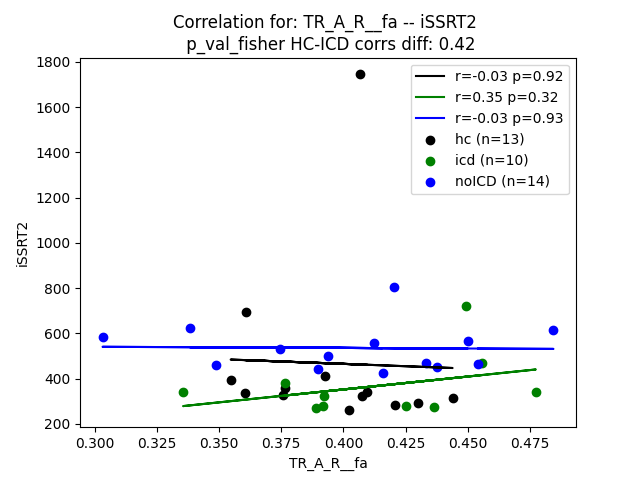 Correlation for: TR_A_R__fa -- iSSRT2
p_val_fisher HC-ICD corrs diff: 0.42
1800
1600
1400
1200
1000
800
600
400
200
iSSRT2
r=-0.03 p=0.92
r=0.35 p=0.32
r=-0.03 p=0.93
hc (n=13)
icd (n=10)
noICD (n=14)
0.300 0.325 0.350 0.375 0.400 0.425 0.450 0.475
TR_A_R__fa